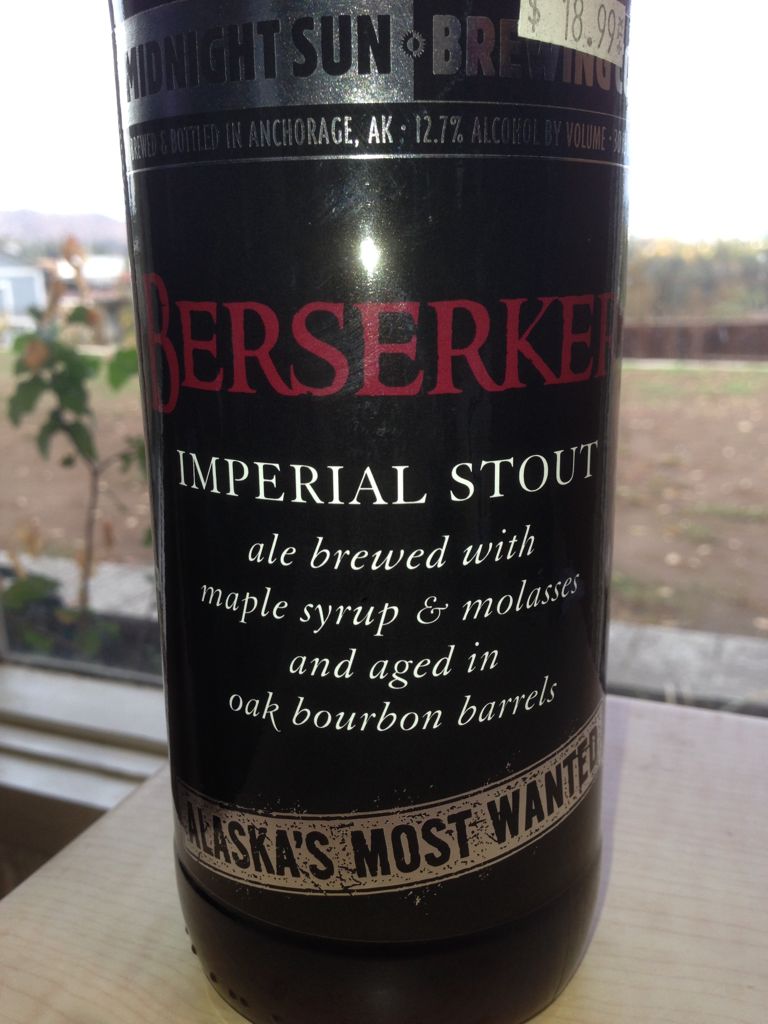 $ 18.99
MIDNIGHT SUN BREWING
BREWED & BOTTLED IN ANCHORAGE, AK · 12.7% ALCOHOL BY VOLUME ·
BERSERKER
IMPERIAL STOUT
ale brewed with
maple syrup & molasses
and aged in
oak bourbon barrels
ALASKA'S MOST WANTED